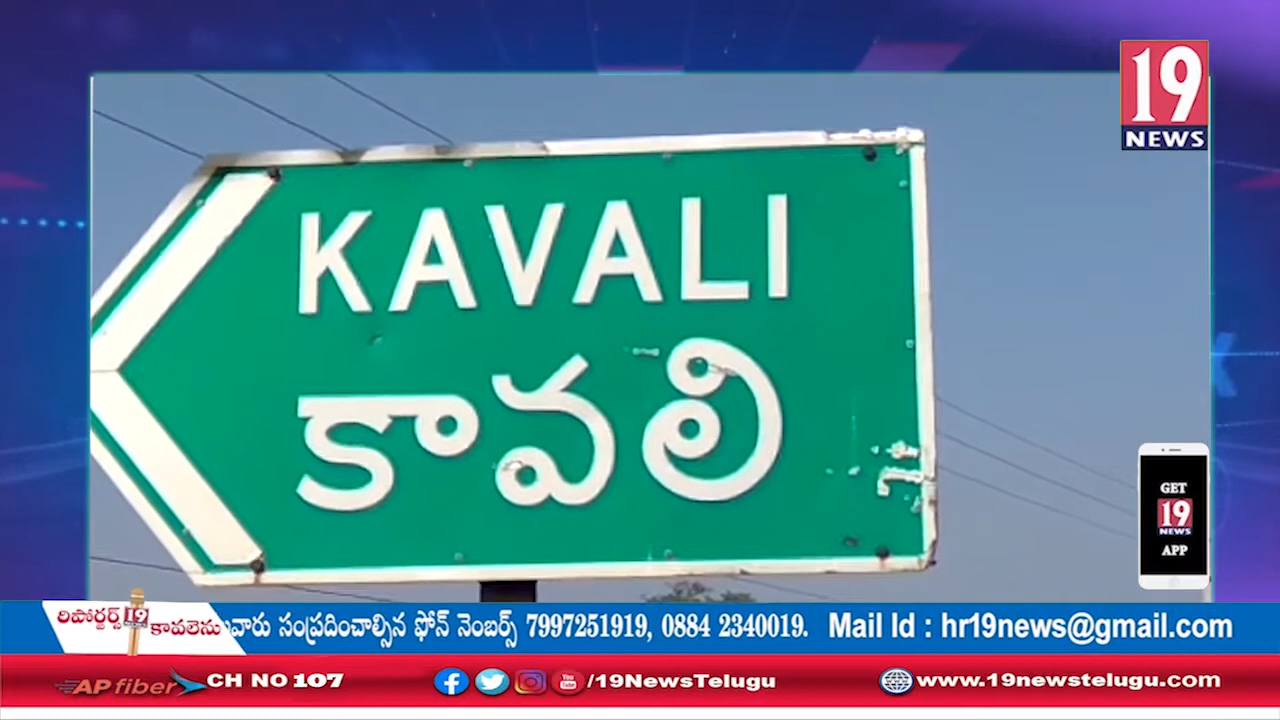 19
NEWS
KAVALI
కావలి
GET
19
NEWS
APP
రిపోర్టర్స్ 19
కావలెను
వారు సంప్రదించాల్సిన ఫోన్ నెంబర్స్ 7997251919, 0884 2340019. Mail Id : hr19news@gmail.com
AP fiber CH NO 107 /19NewsTelugu www.19newstelugu.com